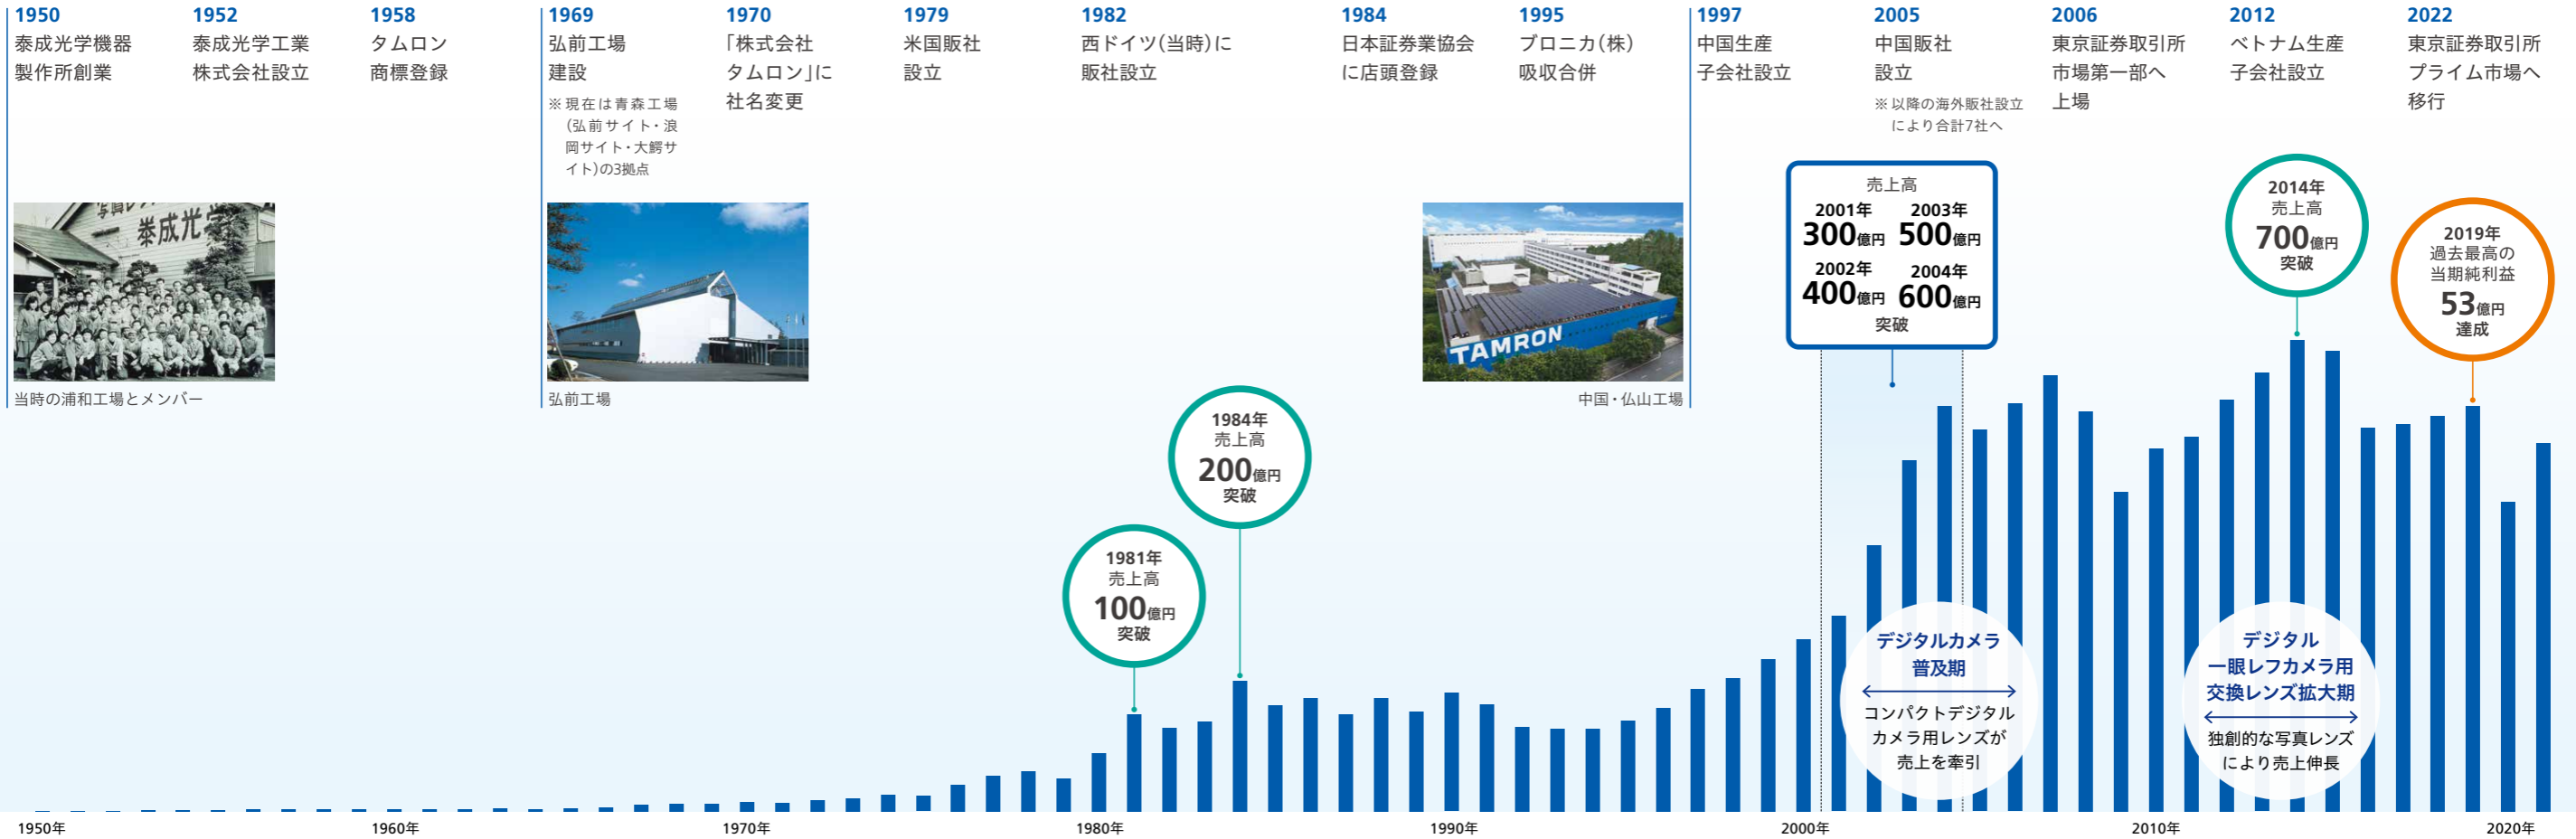 1950
泰成光学機器
製作所創業
1952
泰成光学工業
株式会社設立
1958
タムロン
商標登録
1969
弘前工場
建設
※現在は青森工場
(弘前サイト・浪
岡サイト・大鰐サ
イト)の3拠点
1970
「株式会社
タムロン」に
社名変更
1979
米国販社
設立
1982
西ドイツ(当時)に
販社設立
1984
日本証券業協会
に店頭登録
1995
ブロニカ(株)
吸収合併
1997
中国生産
子会社設立
2005
中国販社
設立
※以降の海外販社設立
により合計7社へ
2006
東京証券取引所
市場第一部へ
上場
2012
ベトナム生産
子会社設立
2022
東京証券取引所
プライム市場へ
移行
泰成光学
当時の浦和工場とメンバー
弘前工場
TAMRON
中国・仏山工場
1981年
売上高
100億円
突破
1984年
売上高
200億円
突破
売上高
2001年
300億円
2003年
500億円
2002年
400億円
2004年
600億円
突破
2014年
売上高
700億円
突破
2019年
過去最高の
当期純利益
53億円
達成
デジタルカメラ
普及期
コンパクトデジタル
カメラ用レンズが
売上を牽引
デジタル
一眼レフカメラ用
交換レンズ拡大期
独創的な写真レンズ
により売上伸長
1950年
1960年
1970年
1980年
1990年
2000年
2010年
2020年